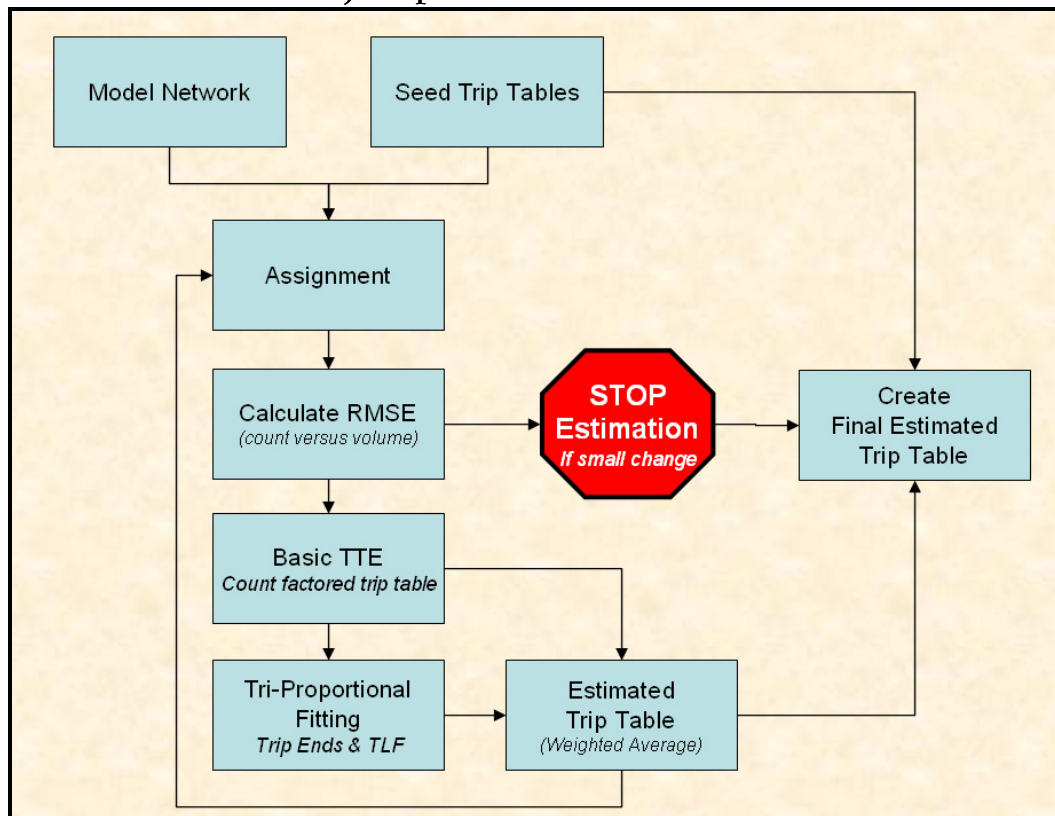 Model Network
Seed Trip Tables
Assignment
Calculate RMSE
(count versus volume)
STOP
Estimation
If small change
Create
Final Estimated
Trip Table
Basic TTE
Count factored trip table
Tri-Proportional
Fitting
Trip Ends & TLF
Estimated
Trip Table
(Weighted Average)